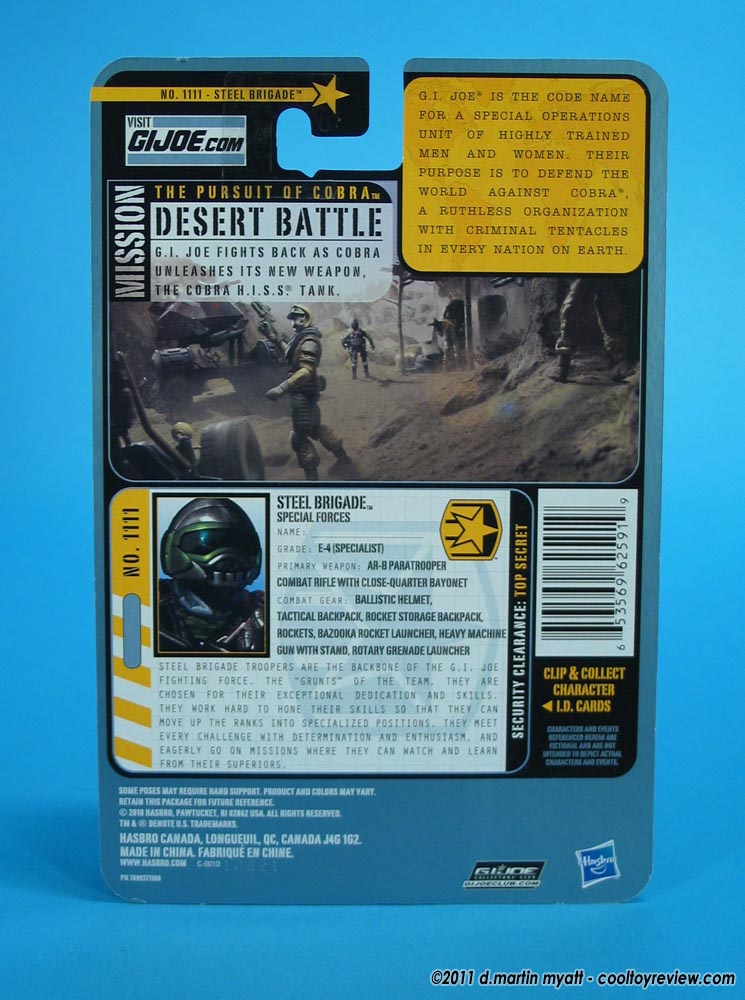 NO. 1111 - STEEL BRIGADE™
VISIT
GIJOE.COM
G.I. JOE® IS THE CODE NAME
FOR A SPECIAL OPERATIONS
UNIT OF HIGHLY TRAINED
MEN AND WOMEN. THEIR
PURPOSE IS TO DEFEND THE
WORLD AGAINST COBRA®,
A RUTHLESS ORGANIZATION
WITH CRIMINAL TENTACLES
IN EVERY NATION ON EARTH.
MISSION
THE PURSUIT OF COBRA™
DESERT BATTLE
G.I. JOE FIGHTS BACK AS COBRA
UNLEASHES ITS NEW WEAPON,
THE COBRA H.I.S.S.® TANK.
NO. 1111
STEEL BRIGADE™
SPECIAL FORCES
NAME:
GRADE: E-4 (SPECIALIST)
PRIMARY WEAPON: AR-B PARATROOPER
COMBAT RIFLE WITH CLOSE-QUARTER BAYONET
COMBAT GEAR: BALLISTIC HELMET,
TACTICAL BACKPACK, ROCKET STORAGE BACKPACK,
ROCKETS, BAZOOKA ROCKET LAUNCHER, HEAVY MACHINE
GUN WITH STAND, ROTARY GRENADE LAUNCHER
STEEL BRIGADE TROOPERS ARE THE BACKBONE OF THE G.I. JOE
FIGHTING FORCE. THE "GRUNTS" OF THE TEAM, THEY ARE
CHOSEN FOR THEIR EXCEPTIONAL DEDICATION AND SKILLS.
THEY WORK HARD TO HONE THEIR SKILLS SO THAT THEY CAN
MOVE UP THE RANKS INTO SPECIALIZED POSITIONS. THEY MEET
EVERY CHALLENGE WITH DETERMINATION AND ENTHUSIASM, AND
EAGERLY GO ON MISSIONS WHERE THEY CAN WATCH AND LEARN
FROM THEIR SUPERIORS.
SECURITY CLEARANCE: TOP SECRET
6 53569 62591 9
CLIP & COLLECT
CHARACTER
◀ I.D. CARDS
CHARACTERS AND EVENTS
REFERENCED HEREIN ARE
FICTIONAL AND ARE NOT
INTENDED TO DEPICT ACTUAL
CHARACTERS AND EVENTS.
SOME POSES MAY REQUIRE HAND SUPPORT. PRODUCT AND COLORS MAY VARY.
RETAIN THIS PACKAGE FOR FUTURE REFERENCE.
© 2010 HASBRO, PAWTUCKET, RI 02862 USA. ALL RIGHTS RESERVED.
TM & ® DENOTE U.S. TRADEMARKS.
HASBRO CANADA, LONGUEUIL, QC, CANADA J4G 1G2.
MADE IN CHINA. FABRIQUÉ EN CHINE.
WWW.HASBRO.COM C-001D
GIJOE
COLLECTORS' CLUB
GIJOECLUB.COM
Hasbro
©2011 d.martin myatt - cooltoyreview.com